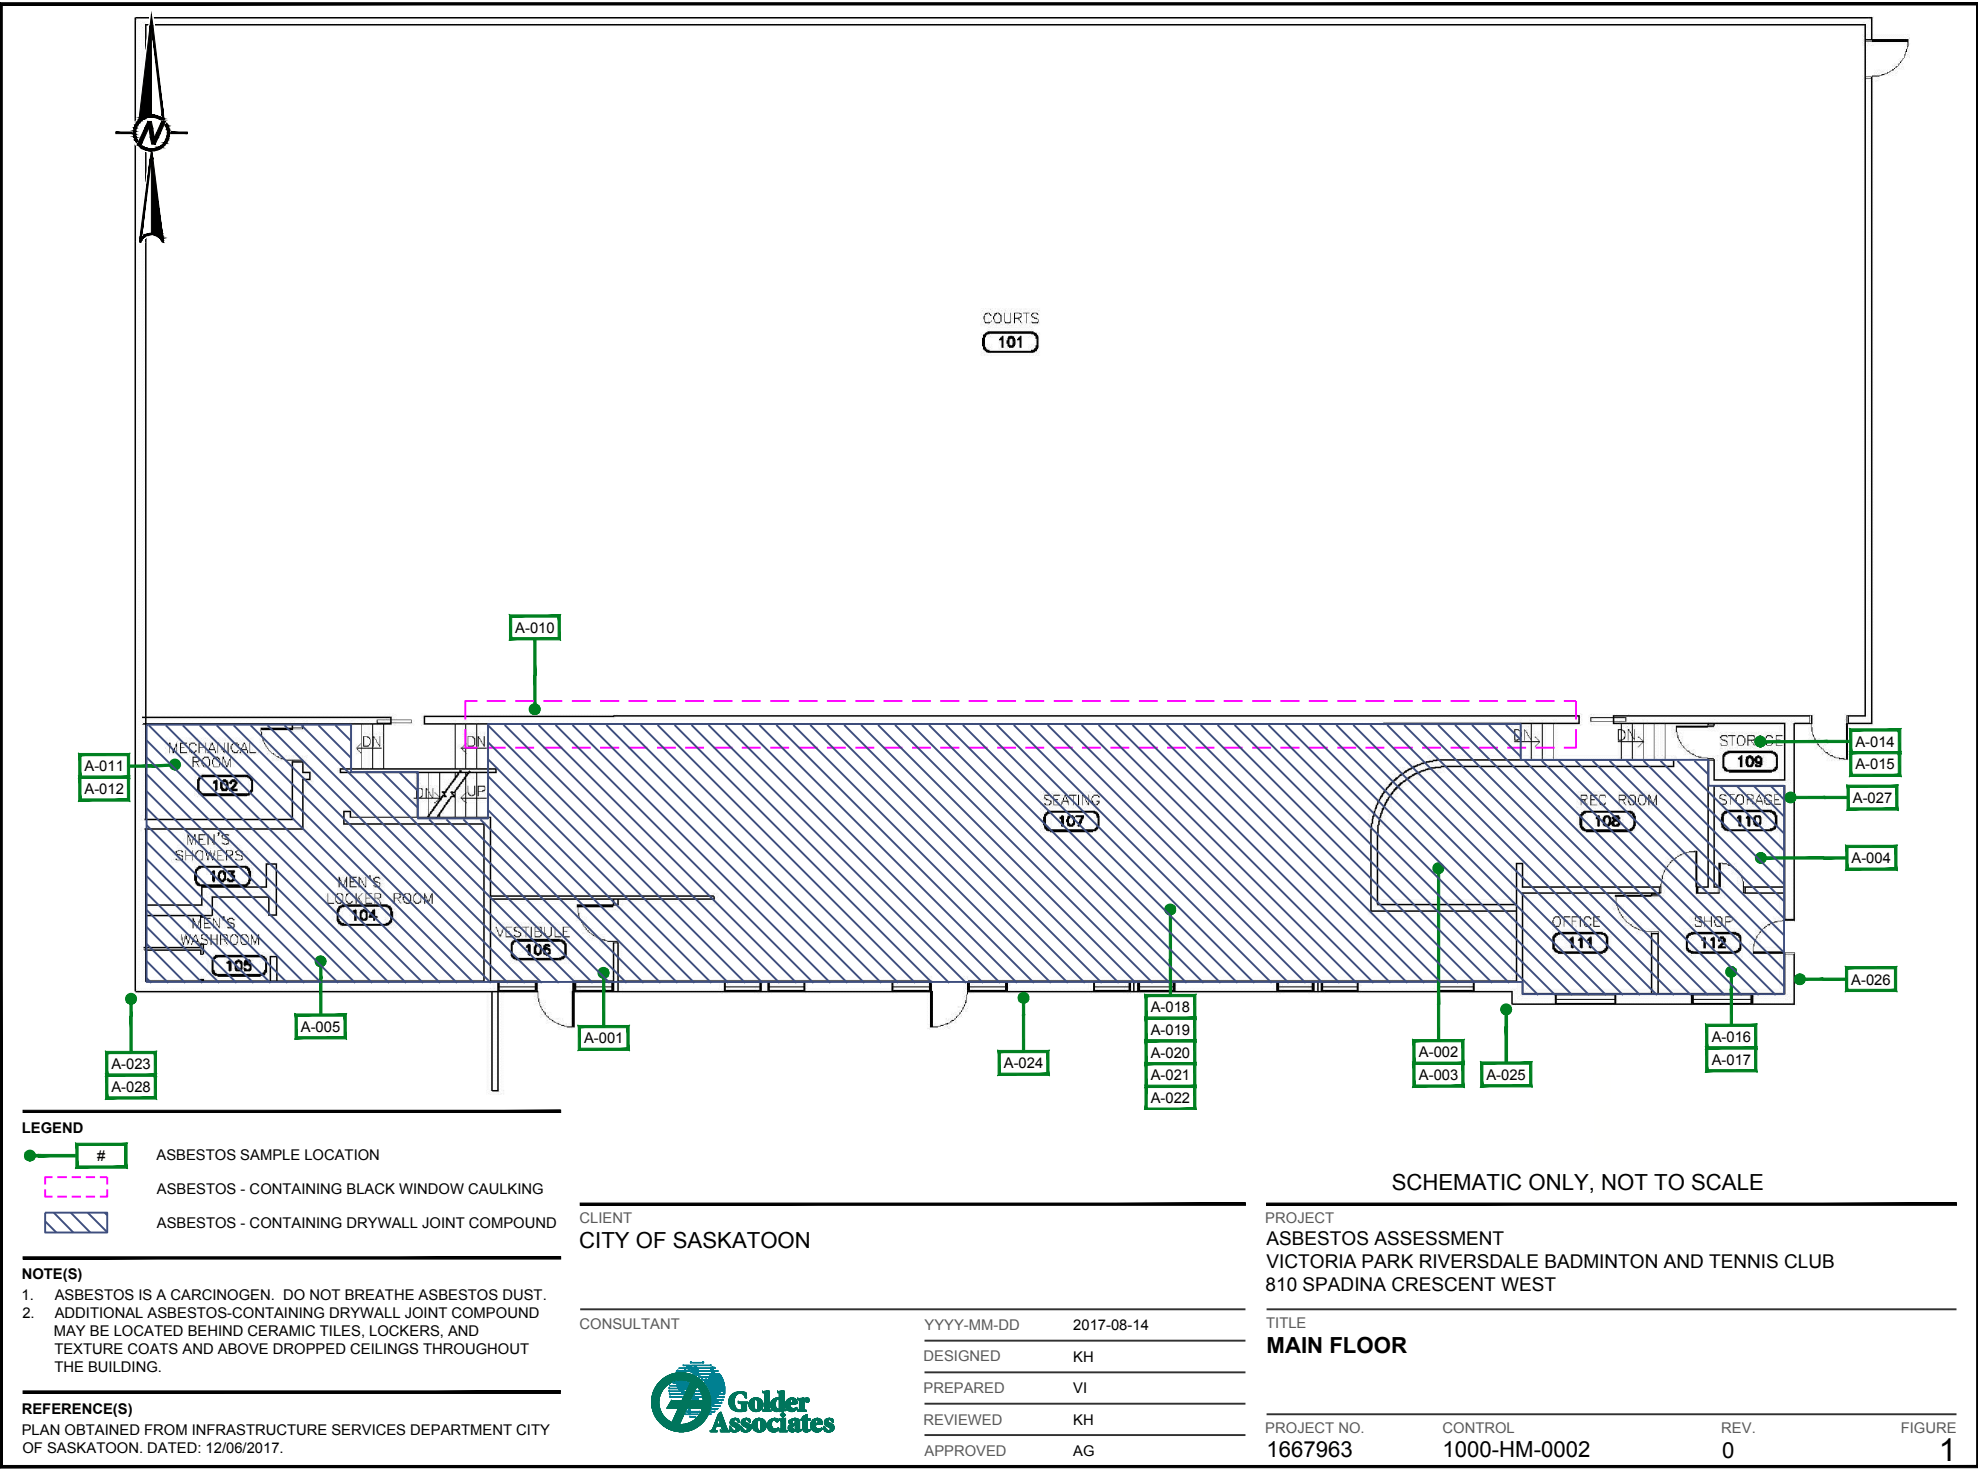 N
COURTS
101
A-010
MECHANICAL
ROOM
102
DN
DN
DN
UP
A-011
A-012
SEATING
107
DN
DN
STORAGE
109
A-014
A-015
REC ROOM
108
STORAGE
110
A-027
A-004
MEN'S
SHOWERS
103
MEN'S
LOCKER ROOM
104
MEN'S
WASHROOM
105
VESTIBULE
106
OFFICE
111
SHOP
112
A-026
A-023
A-028
A-005
A-001
A-024
A-018
A-019
A-020
A-021
A-022
A-002
A-003
A-025
A-016
A-017
LEGEND
# ASBESTOS SAMPLE LOCATION
ASBESTOS - CONTAINING BLACK WINDOW CAULKING
ASBESTOS - CONTAINING DRYWALL JOINT COMPOUND
NOTE(S)
1. ASBESTOS IS A CARCINOGEN. DO NOT BREATHE ASBESTOS DUST.
2. ADDITIONAL ASBESTOS-CONTAINING DRYWALL JOINT COMPOUND
MAY BE LOCATED BEHIND CERAMIC TILES, LOCKERS, AND
TEXTURE COATS AND ABOVE DROPPED CEILINGS THROUGHOUT
THE BUILDING.
REFERENCE(S)
PLAN OBTAINED FROM INFRASTRUCTURE SERVICES DEPARTMENT CITY
OF SASKATOON. DATED: 12/06/2017.
CLIENT
CITY OF SASKATOON
CONSULTANT
Golder
Associates
YYYY-MM-DD 2017-08-14
DESIGNED KH
PREPARED VI
REVIEWED KH
APPROVED AG
SCHEMATIC ONLY, NOT TO SCALE
PROJECT
ASBESTOS ASSESSMENT
VICTORIA PARK RIVERSDALE BADMINTON AND TENNIS CLUB
810 SPADINA CRESCENT WEST
TITLE
MAIN FLOOR
PROJECT NO. CONTROL REV. FIGURE
1667963 1000-HM-0002 0 1